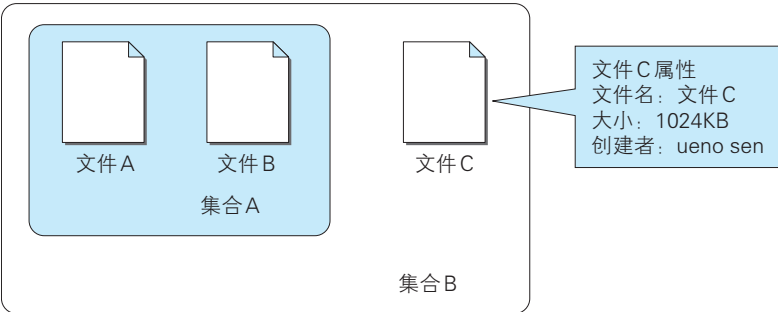 文件A
文件B
文件C
集合A
集合B
文件C属性
文件名：文件C
大小：1024KB
创建者：ueno sen